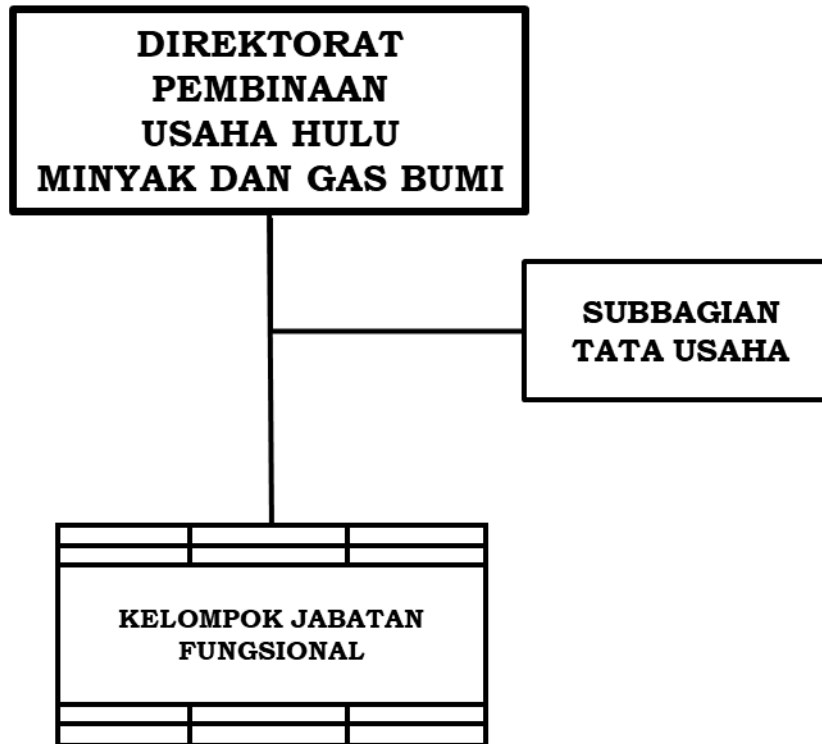 DIREKTORAT
PEMBINAAN
USAHA HULU
MINYAK DAN GAS BUMI
SUBBAGIAN
TATA USAHA
KELOMPOK JABATAN
FUNGSIONAL